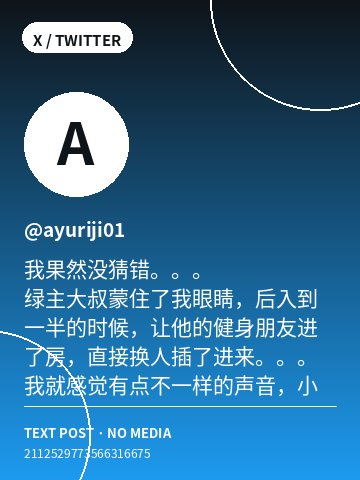 X / TWITTER
A
@ayuriji01
我果然没猜错。。。
绿主大叔蒙住了我眼睛，后入到
一半的时候，让他的健身朋友进
了房，直接换人插了进来。。。
我就感觉有点不一样的声音，小
TEXT POST · NO MEDIA
2112529773566316675